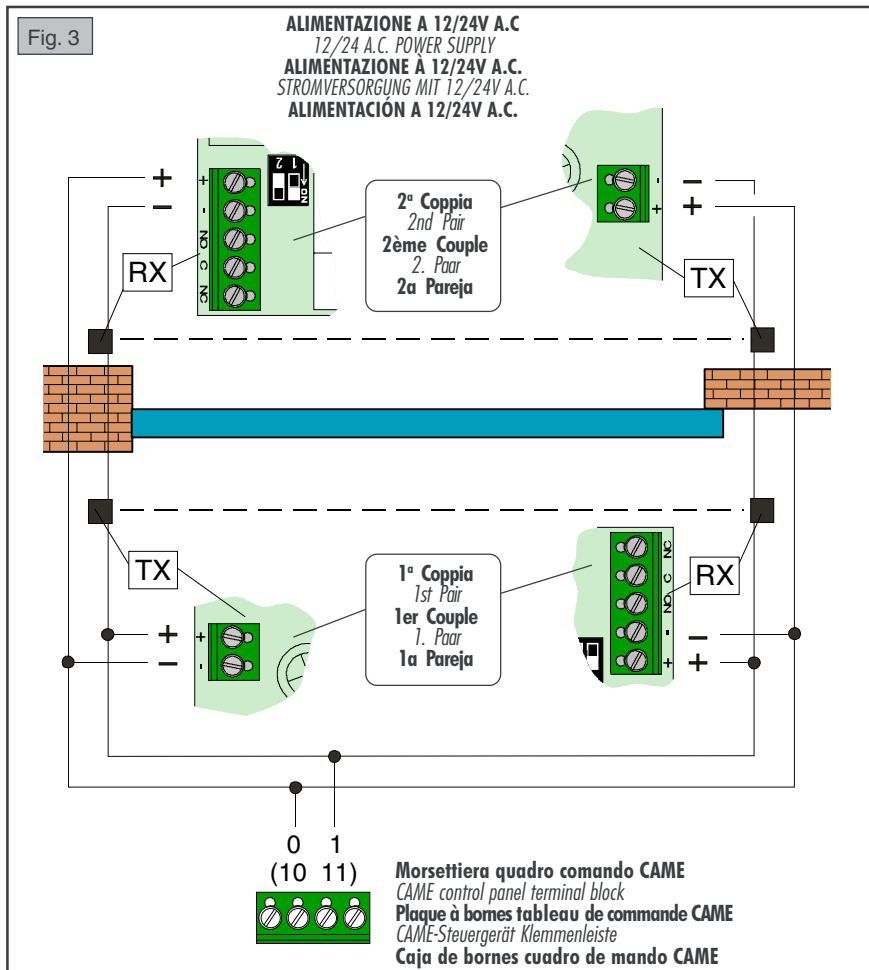 Fig. 3
ALIMENTAZIONE A 12/24V A.C
12/24 A.C. POWER SUPPLY
ALIMENTAZIONE À 12/24V A.C.
STROMVERSORGUNG MIT 12/24V A.C.
ALIMENTACIÓN A 12/24V A.C.
+
−
+
-
NO
C
NC
2 1
ON
RX
2ª Coppia
2nd Pair
2ème Couple
2. Paar
2a Pareja
-
+
−
+
TX
TX
+
−
+
-
1ª Coppia
1st Pair
1er Couple
1. Paar
1a Pareja
NC
C
NO
-
+
RX
−
+
0 1
(10 11)
Morsettiera quadro comando CAME
CAME control panel terminal block
Plaque à bornes tableau de commande CAME
CAME-Steuergerät Klemmenleiste
Caja de bornes cuadro de mando CAME